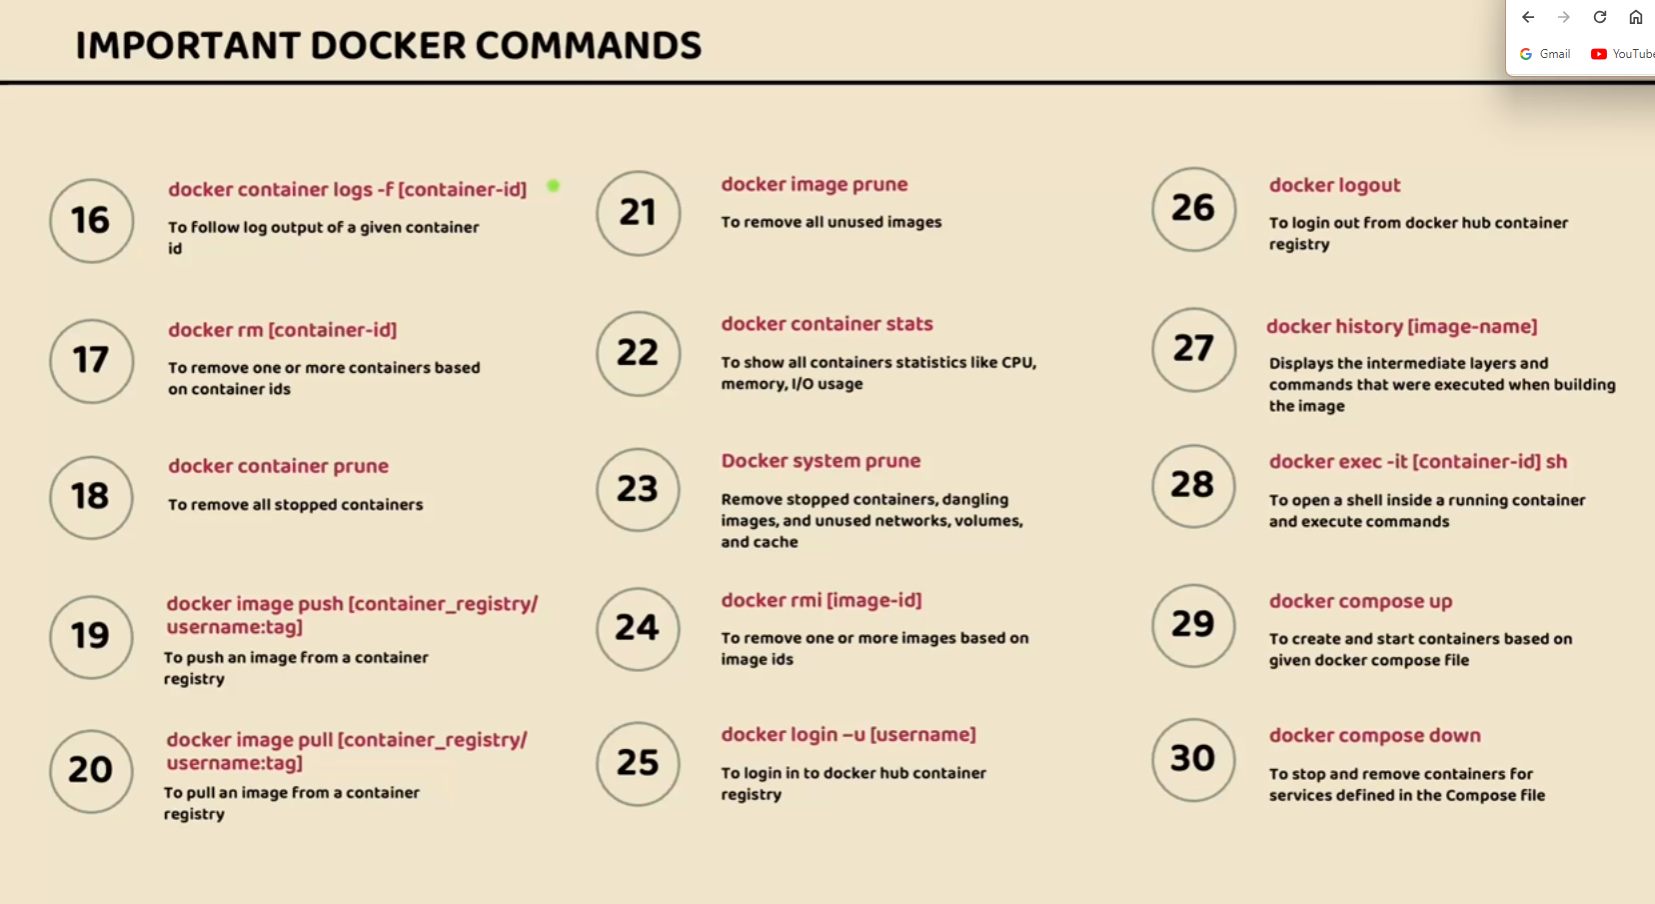 IMPORTANT DOCKER COMMANDS
Gmail
YouTube
16
docker container logs -f [container-id]
To follow log output of a given container
id
17
docker rm [container-id]
To remove one or more containers based
on container ids
18
docker container prune
To remove all stopped containers
19
docker image push [container_registry/
username:tag]
To push an image from a container
registry
20
docker image pull [container_registry/
username:tag]
To pull an image from a container
registry
21
docker image prune
To remove all unused images
22
docker container stats
To show all containers statistics like CPU,
memory, I/O usage
23
Docker system prune
Remove stopped containers, dangling
images, and unused networks, volumes,
and cache
24
docker rmi [image-id]
To remove one or more images based on
image ids
25
docker login –u [username]
To login in to docker hub container
registry
26
docker logout
To login out from docker hub container
registry
27
docker history [image-name]
Displays the intermediate layers and
commands that were executed when building
the image
28
docker exec -it [container-id] sh
To open a shell inside a running container
and execute commands
29
docker compose up
To create and start containers based on
given docker compose file
30
docker compose down
To stop and remove containers for
services defined in the Compose file